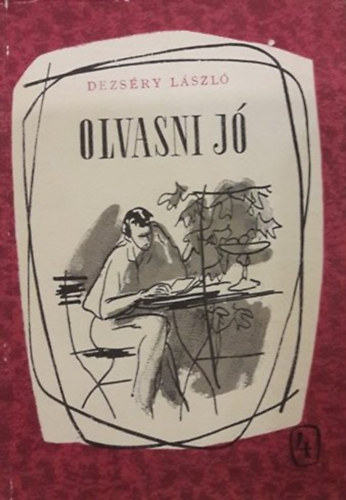 DEZSÉRY LÁSZLÓ
OLVASNI JÓ
4